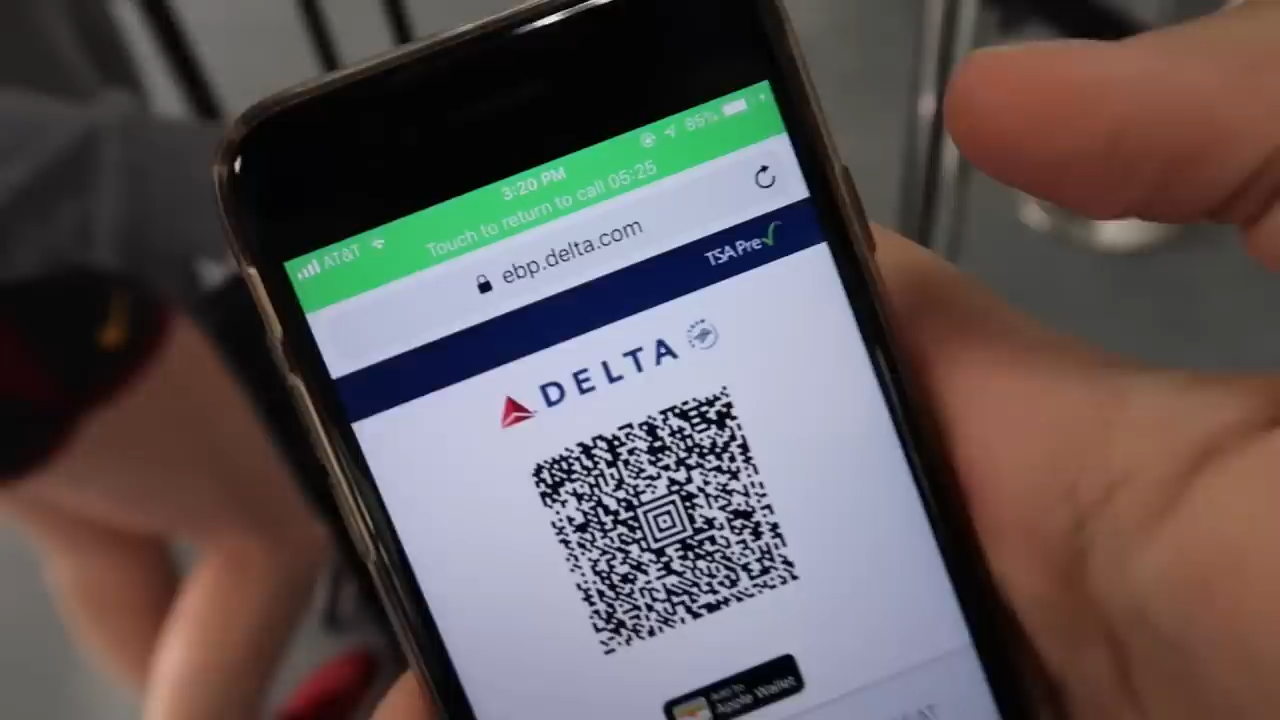 AT&T 3:20 PM 85%
Touch to return to call 05:25
ebp.delta.com
TSA Pre✓
DELTA
Add to
Apple Wallet